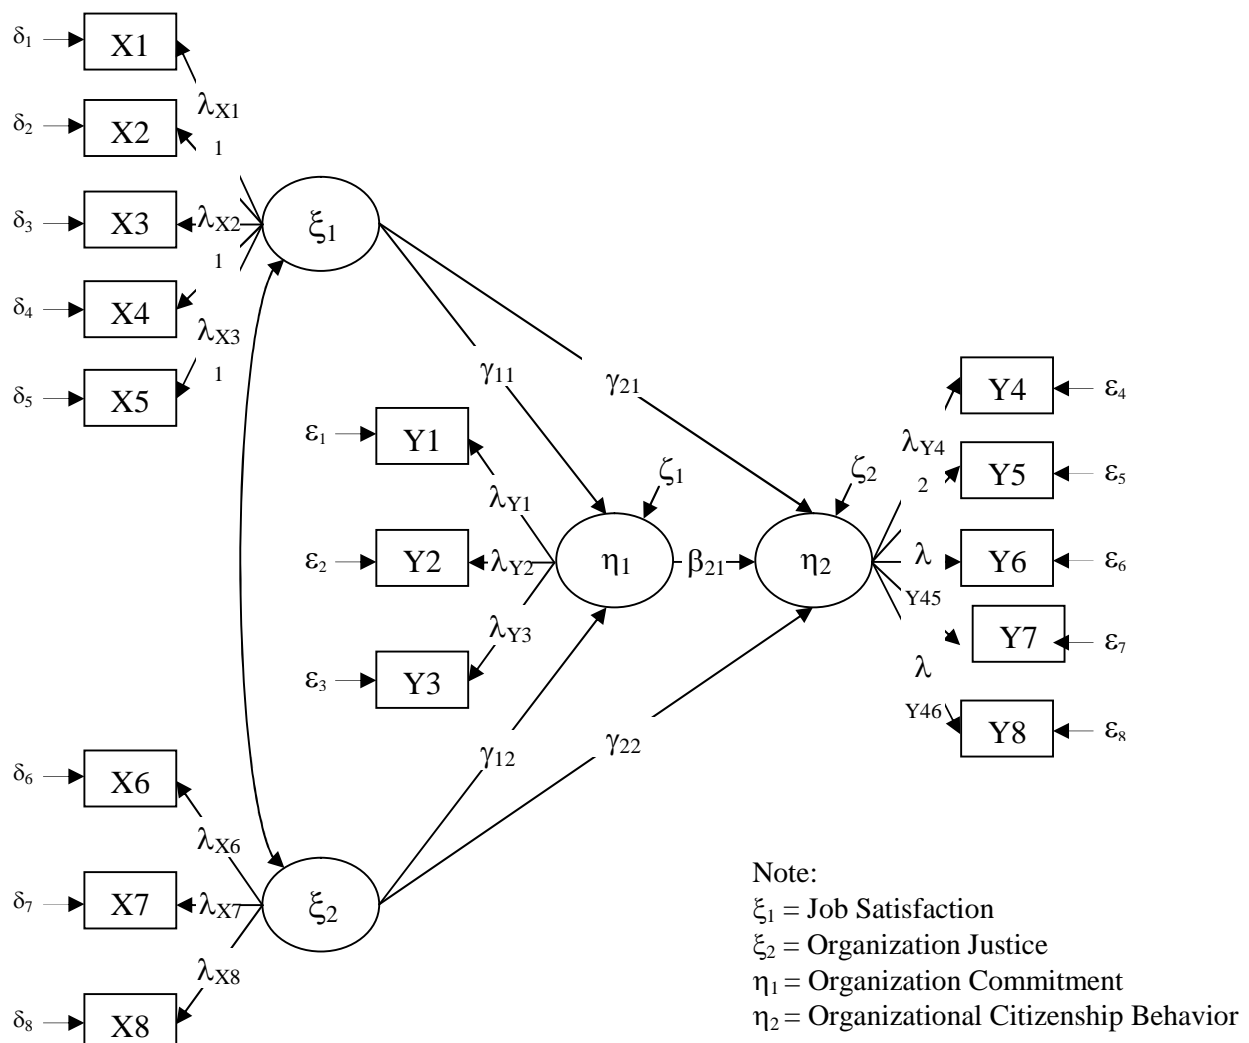 δ1
X1
λX1
1
δ2
X2
δ3
X3
λX2
1
ξ1
δ4
X4
λX3
1
δ5
X5
γ11
γ21
ε1
Y1
λY1
ζ1
ζ2
ε2
Y2
λY2
η1
β21
η2
ε3
Y3
λY3
Y4
ε4
λY4
2
Y5
ε5
λ
Y45
Y6
ε6
Y7
ε7
λ
Y46
Y8
ε8
γ12
γ22
δ6
X6
λX6
δ7
X7
λX7
ξ2
δ8
X8
λX8
Note:
ξ1 = Job Satisfaction
ξ2 = Organization Justice
η1 = Organization Commitment
η2 = Organizational Citizenship Behavior